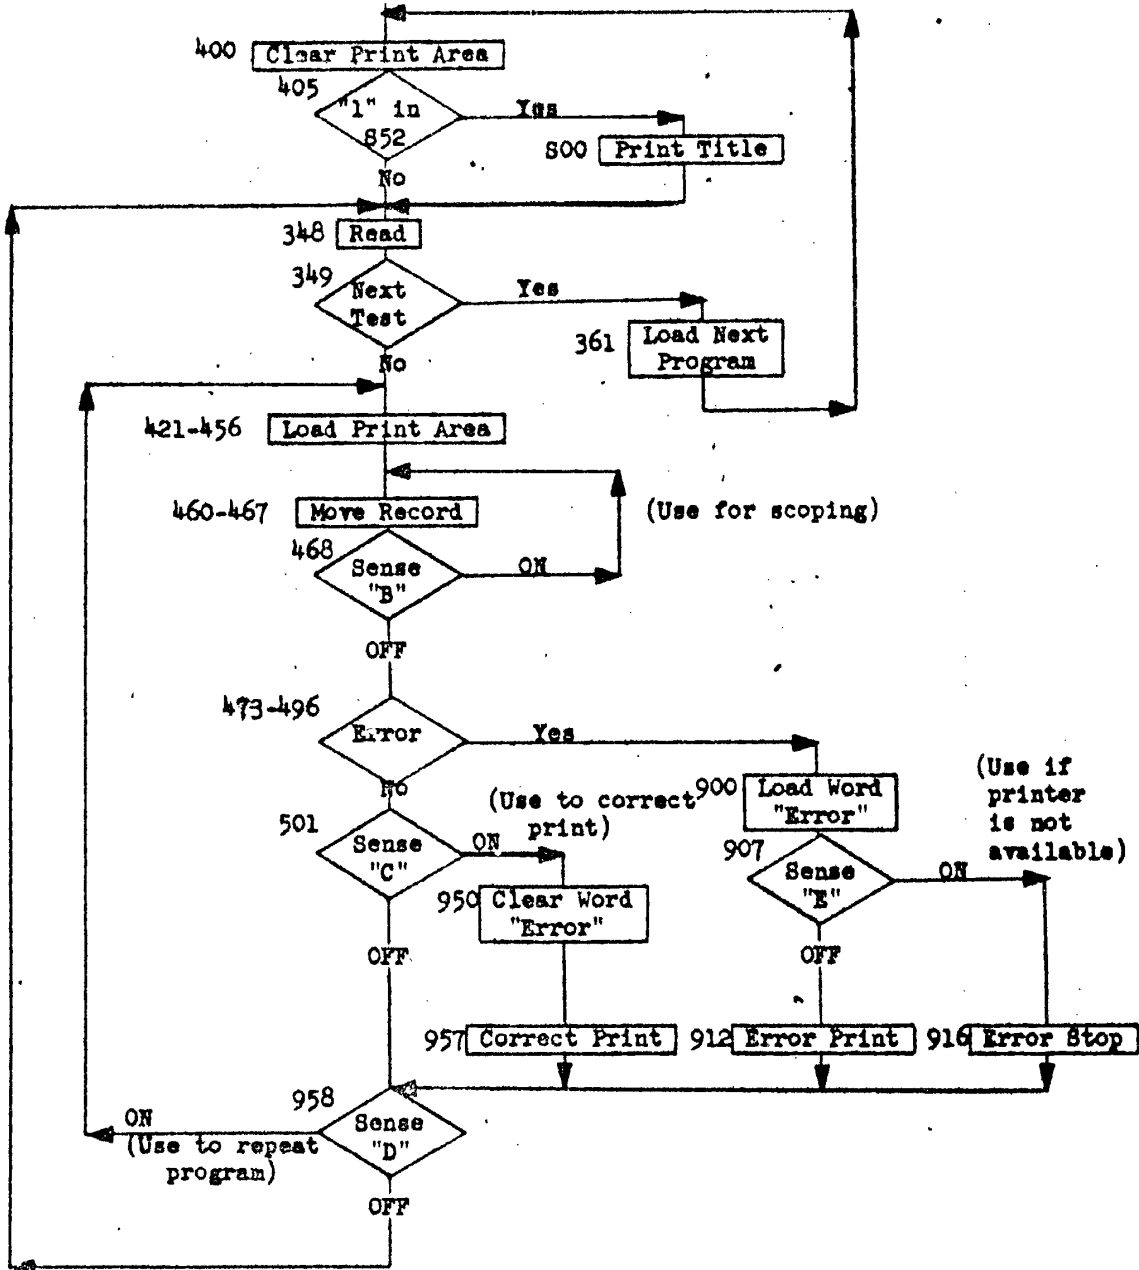 400 Clear Print Area
405
"1" in
852
Yes
800 Print Title
No
348 Read
349
Next
Test
Yes
361
Load Next
Program
No
421-456 Load Print Area
460-467 Move Record
(Use for scoping)
468
Sense
"B"
ON
OFF
473-496
Error
Yes
No
900
Load Word
"Error"
(Use if
printer
is not
available)
501
Sense
"C"
ON
(Use to correct
print)
907
Sense
"E"
ON
950
Clear Word
"Error"
OFF
OFF
957 Correct Print
912 Error Print
916 Error Stop
958
Sense
"D"
ON
(Use to repeat
program)
OFF